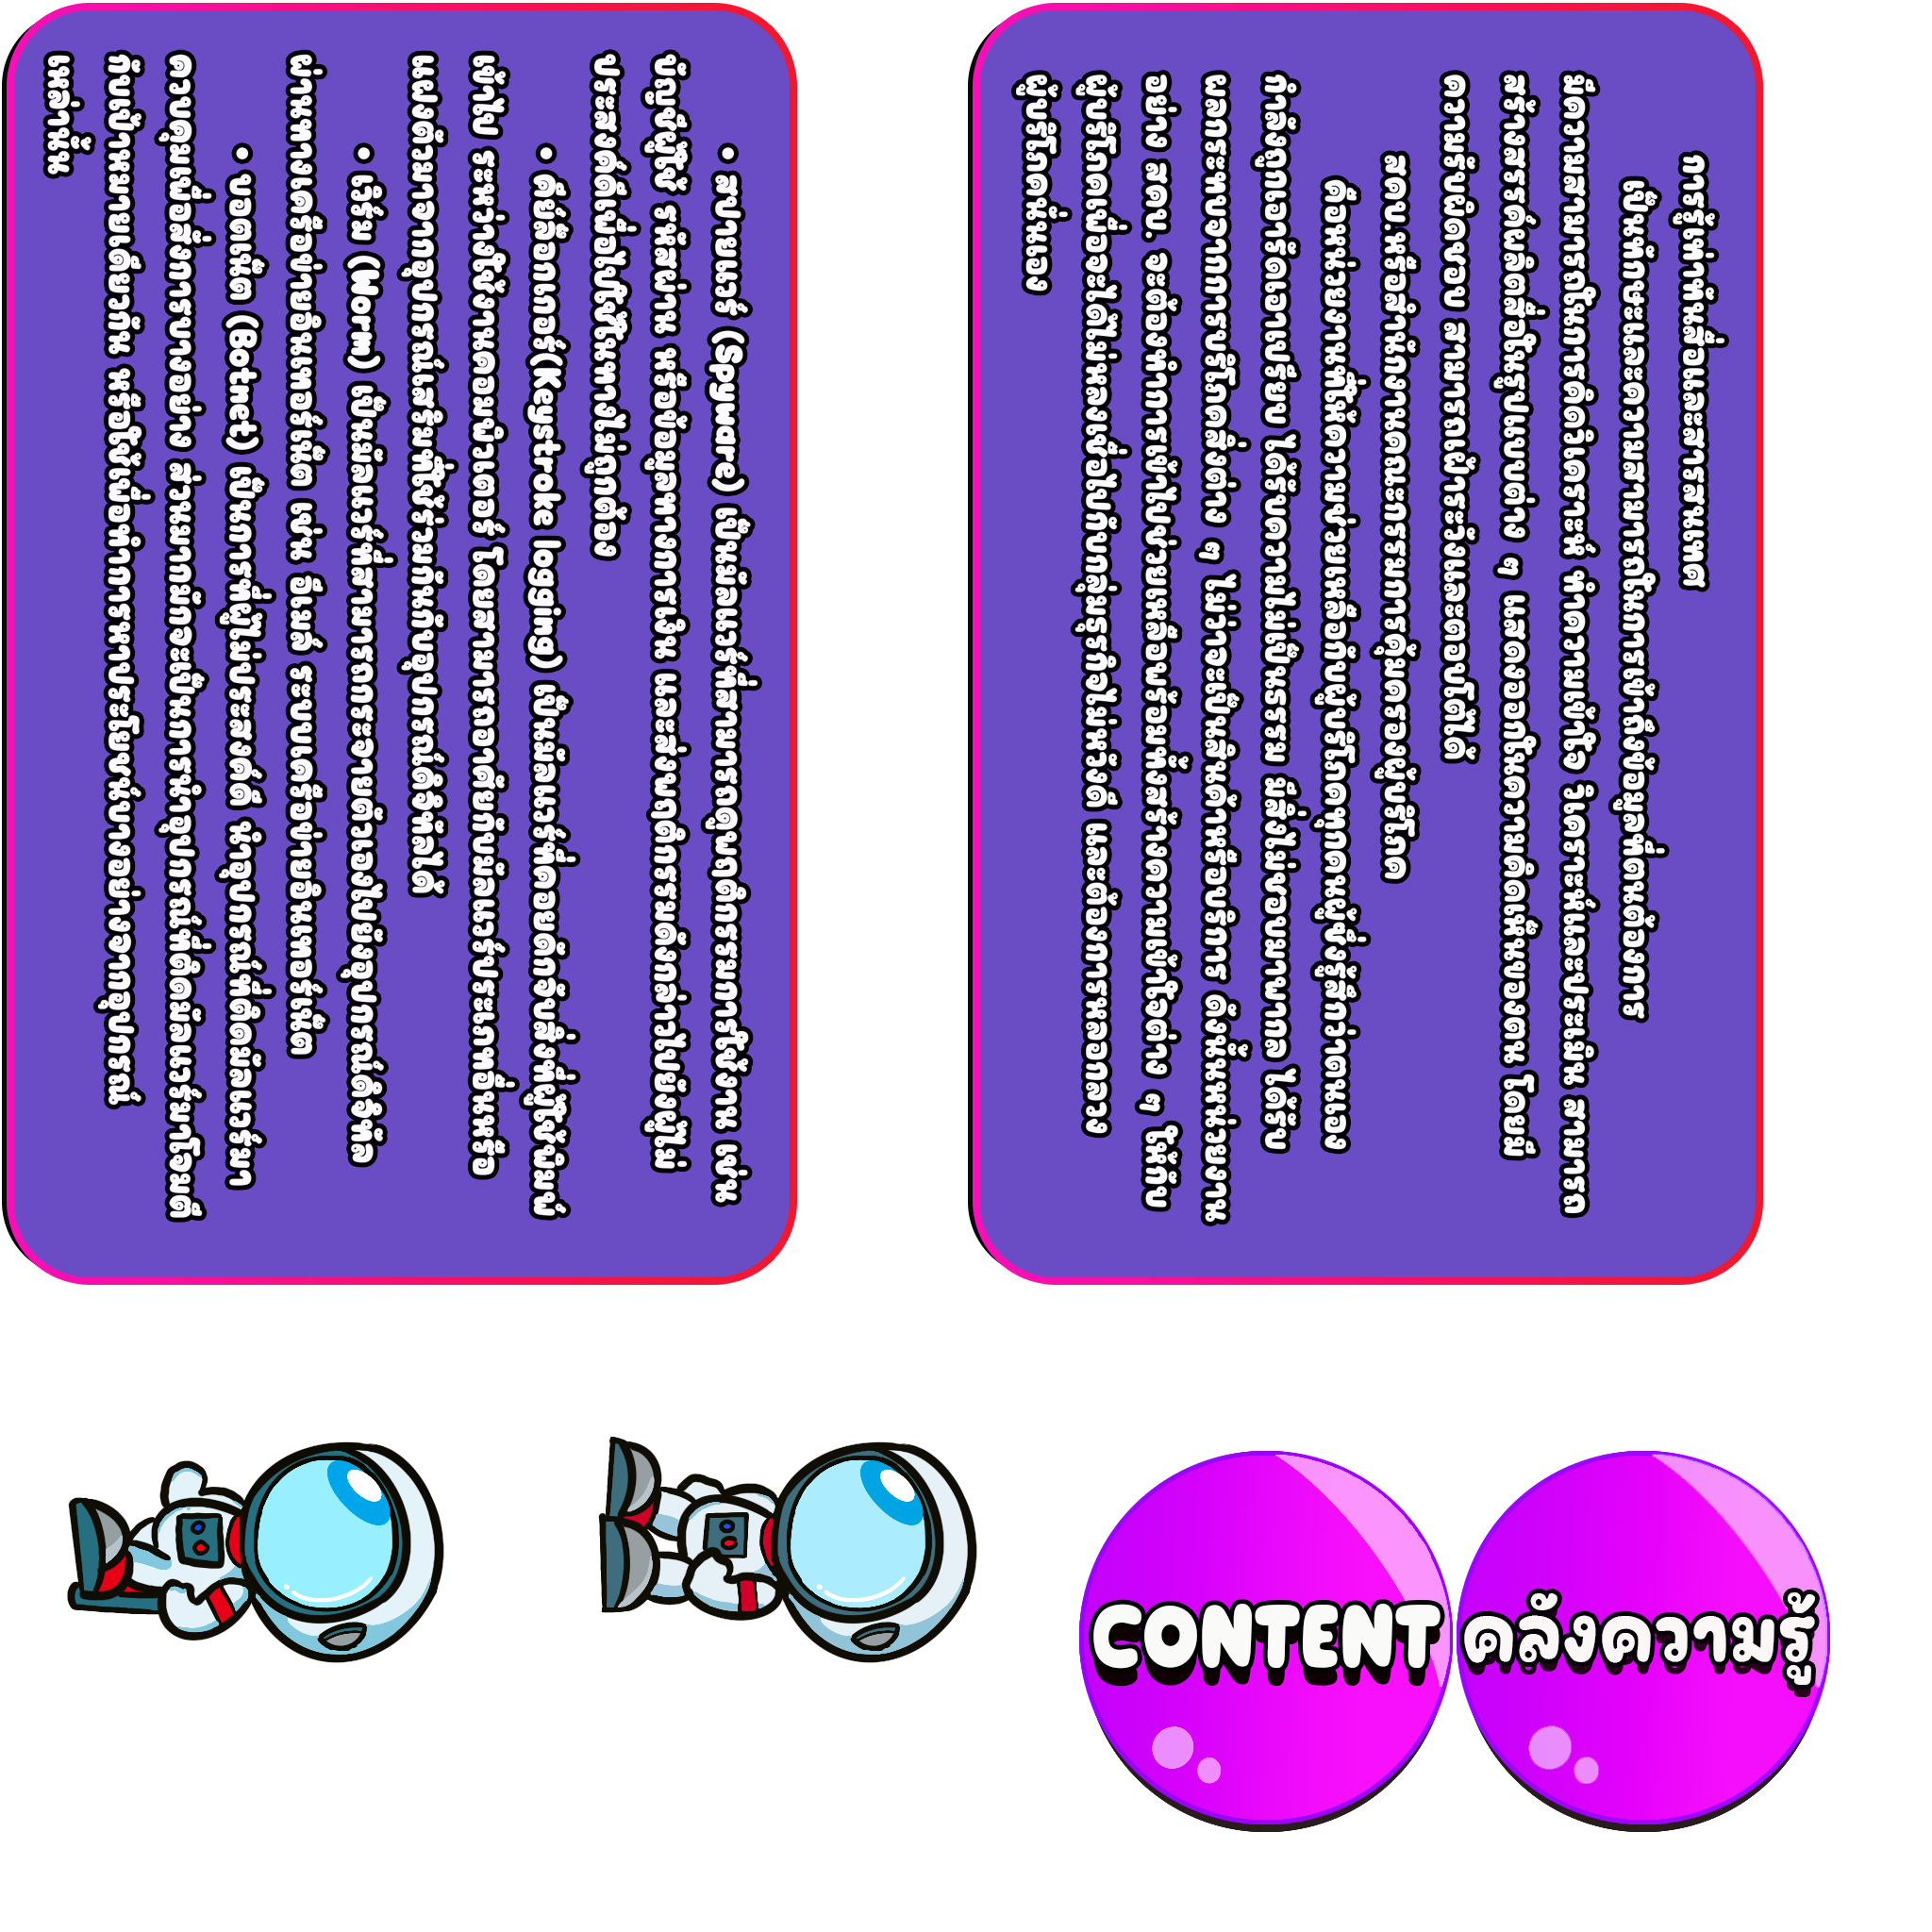 • สปายแวร์ (Spyware) เป็นมัลแวร์ที่สามารถดูพฤติกรรมการใช้งาน เช่น
บัญชีผู้ใช้ รหัสผ่าน หรือข้อมูลทางการเงิน และส่งพฤติกรรมดังกล่าวไปยังผู้ไม่
ประสงค์ดีเพื่อไปใช้ในทางไม่ถูกต้อง
• คีย์ล็อกเกอร์(Keystroke logging) เป็นมัลแวร์ที่คอยดักจับสิ่งที่ผู้ใช้พิมพ์
เข้าไป ระหว่างใช้งานคอมพิวเตอร์ โดยสามารถอาศัยกับมัลแวร์ประเภทอื่นหรือ
แฝงตัวมาจากอุปกรณ์เสริมที่ใช้ร่วมกันกับอุปกรณ์ดิจิทัลได้
• เวิร์ม (Worm) เป็นมัลแวร์ที่สามารถกระจายตัวเองไปยังอุปกรณ์ดิจิทัล
ผ่านทางเครือข่ายอินเทอร์เน็ต เช่น อีเมล์ ระบบเครือข่ายอินเทอร์เน็ต
• บอตเน็ต (Botnet) เป็นการที่ผู้ไม่ประสงค์ดี นำอุปกรณ์ที่ติดมัลแวร์มา
ควบคุมเพื่อสั่งการบางอย่าง ส่วนมากมักจะเป็นการนำอุปกรณ์ที่ติดมัลแวร์มาโจมตี
กับเป้าหมายเดียวกัน หรือใช้เพื่อทำการหาประโยชน์บางอย่างจากอุปกรณ์
เหล่านั้น
การรู้เท่าทันสื่อและสารสนเทศ
เป็นทักษะและความสามารถในการเข้าถึงข้อมูลที่ตนต้องการ
มีความสามารถในการคิดวิเคราะห์ ทำความเข้าใจ วิเคราะห์และประเมิน สามารถ
สร้างสรรค์ผลิตสื่อในรูปแบบต่าง ๆ แสดงออกในความคิดเห็นของตน โดยมี
ความรับผิดชอบ สามารถเฝ้าระวังและตอบโต้ได้
สคบ.หรือสำนักงานคณะกรรมการคุ้มครองผู้บริโภค
คือหน่วยงานที่ให้ความช่วยเหลือกับผู้บริโภคทุกคนผู้ซึ่งรู้สึกว่าตนเอง
กำลังถูกเอารัดเอาเปรียบ ได้รับความไม่เป็นธรรม มีสิ่งไม่ชอบมาพากล ได้รับ
ผลกระทบจากการบริโภคสิ่งต่าง ๆ ไม่ว่าจะเป็นสินค้าหรือบริการ ดังนั้นหน่วยงาน
อย่าง สคบ. จะต้องทำการเข้าไปช่วยเหลือพร้อมทั้งสร้างความเข้าใจต่าง ๆ ให้กับ
ผู้บริโภคเพื่อจะได้ไม่หลงเชื่อไปกับกลุ่มธุรกิจไม่หวังดี และต้องการหลอกลวง
ผู้บริโภคนั่นเอง
CONTENT
คลังความรู้